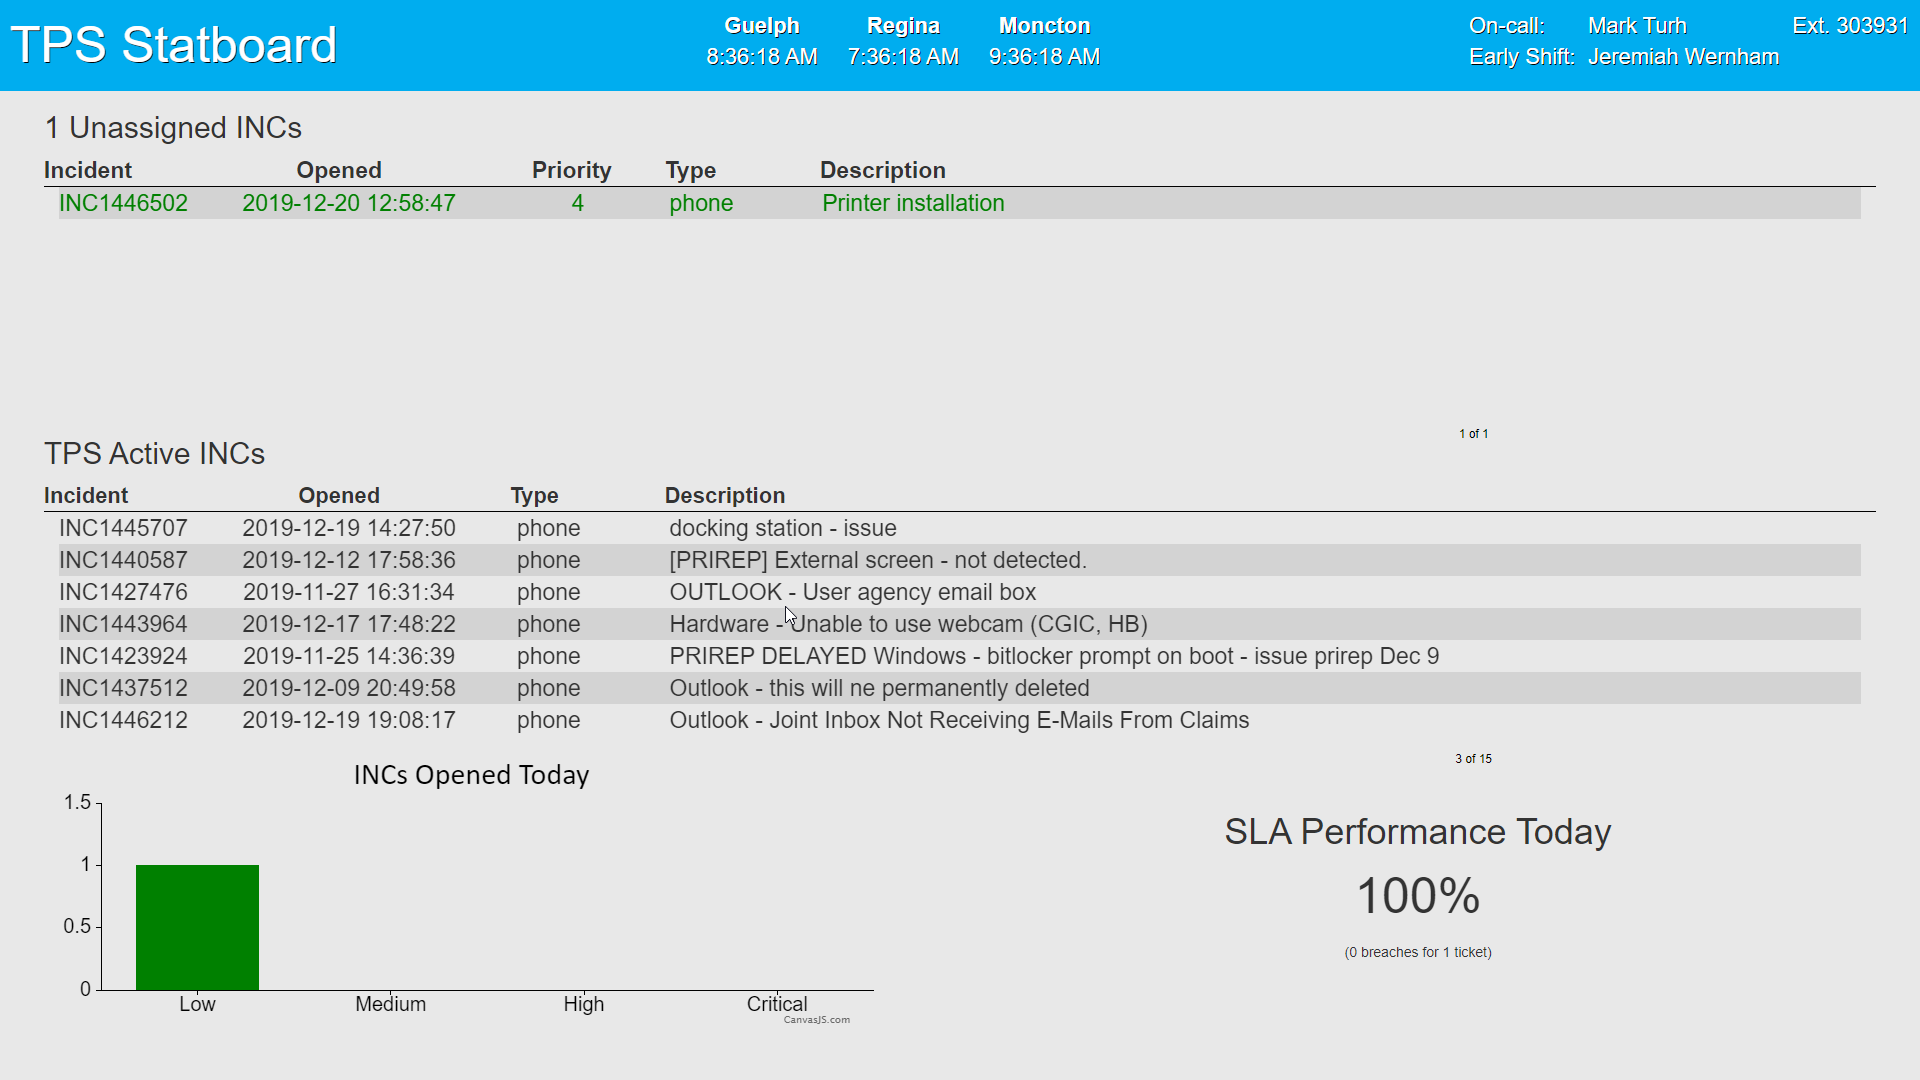 TPS Statboard
Guelph Regina Moncton
8:36:18 AM 7:36:18 AM 9:36:18 AM
On-call: Mark Turh Ext. 303931
Early Shift: Jeremiah Wernham
1 Unassigned INCs
Incident Opened Priority Type Description
INC1446502 2019-12-20 12:58:47 4 phone Printer installation
1 of 1
TPS Active INCs
Incident Opened Type Description
INC1445707 2019-12-19 14:27:50 phone docking station - issue
INC1440587 2019-12-12 17:58:36 phone [PRIREP] External screen - not detected.
INC1427476 2019-11-27 16:31:34 phone OUTLOOK - User agency email box
INC1443964 2019-12-17 17:48:22 phone Hardware - Unable to use webcam (CGIC, HB)
INC1423924 2019-11-25 14:36:39 phone PRIREP DELAYED Windows - bitlocker prompt on boot - issue prirep Dec 9
INC1437512 2019-12-09 20:49:58 phone Outlook - this will ne permanently deleted
INC1446212 2019-12-19 19:08:17 phone Outlook - Joint Inbox Not Receiving E-Mails From Claims
3 of 15
INCs Opened Today
1.5
1
0.5
0
Low Medium High Critical
CanvasJS.com
SLA Performance Today
100%
(0 breaches for 1 ticket)